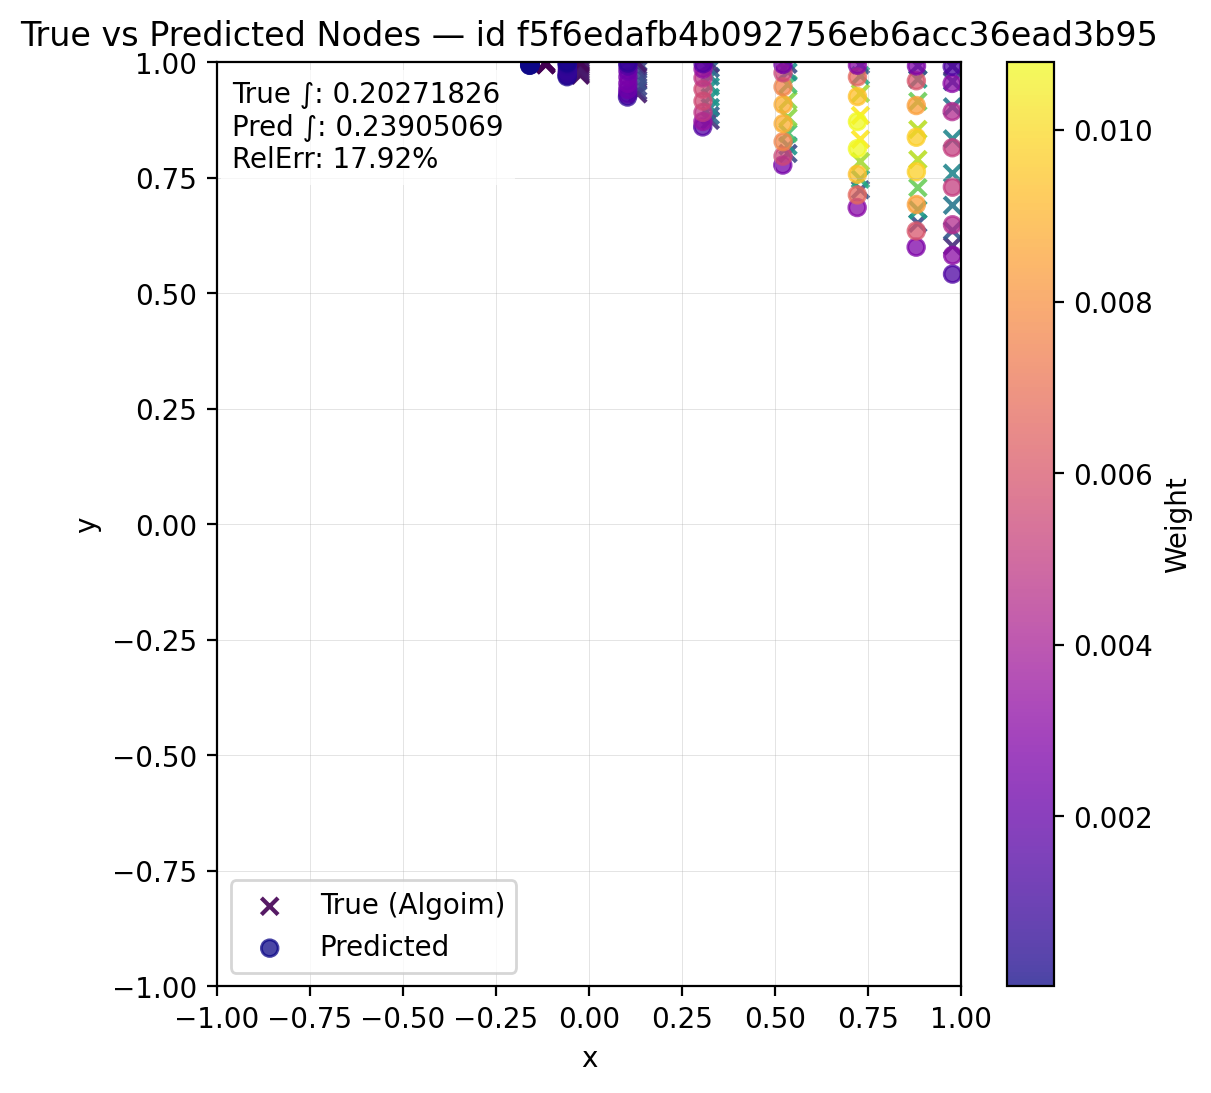 True vs Predicted Nodes — id f5f6edafb4b092756eb6acc36ead3b95
True ∫: 0.20271826
Pred ∫: 0.23905069
RelErr: 17.92%
1.00
0.75
0.50
0.25
0.00
−0.25
−0.50
−0.75
−1.00
y
True (Algoim)
Predicted
−1.00 −0.75 −0.50 −0.25 0.00 0.25 0.50 0.75 1.00
x
0.010
0.008
0.006
0.004
0.002
Weight